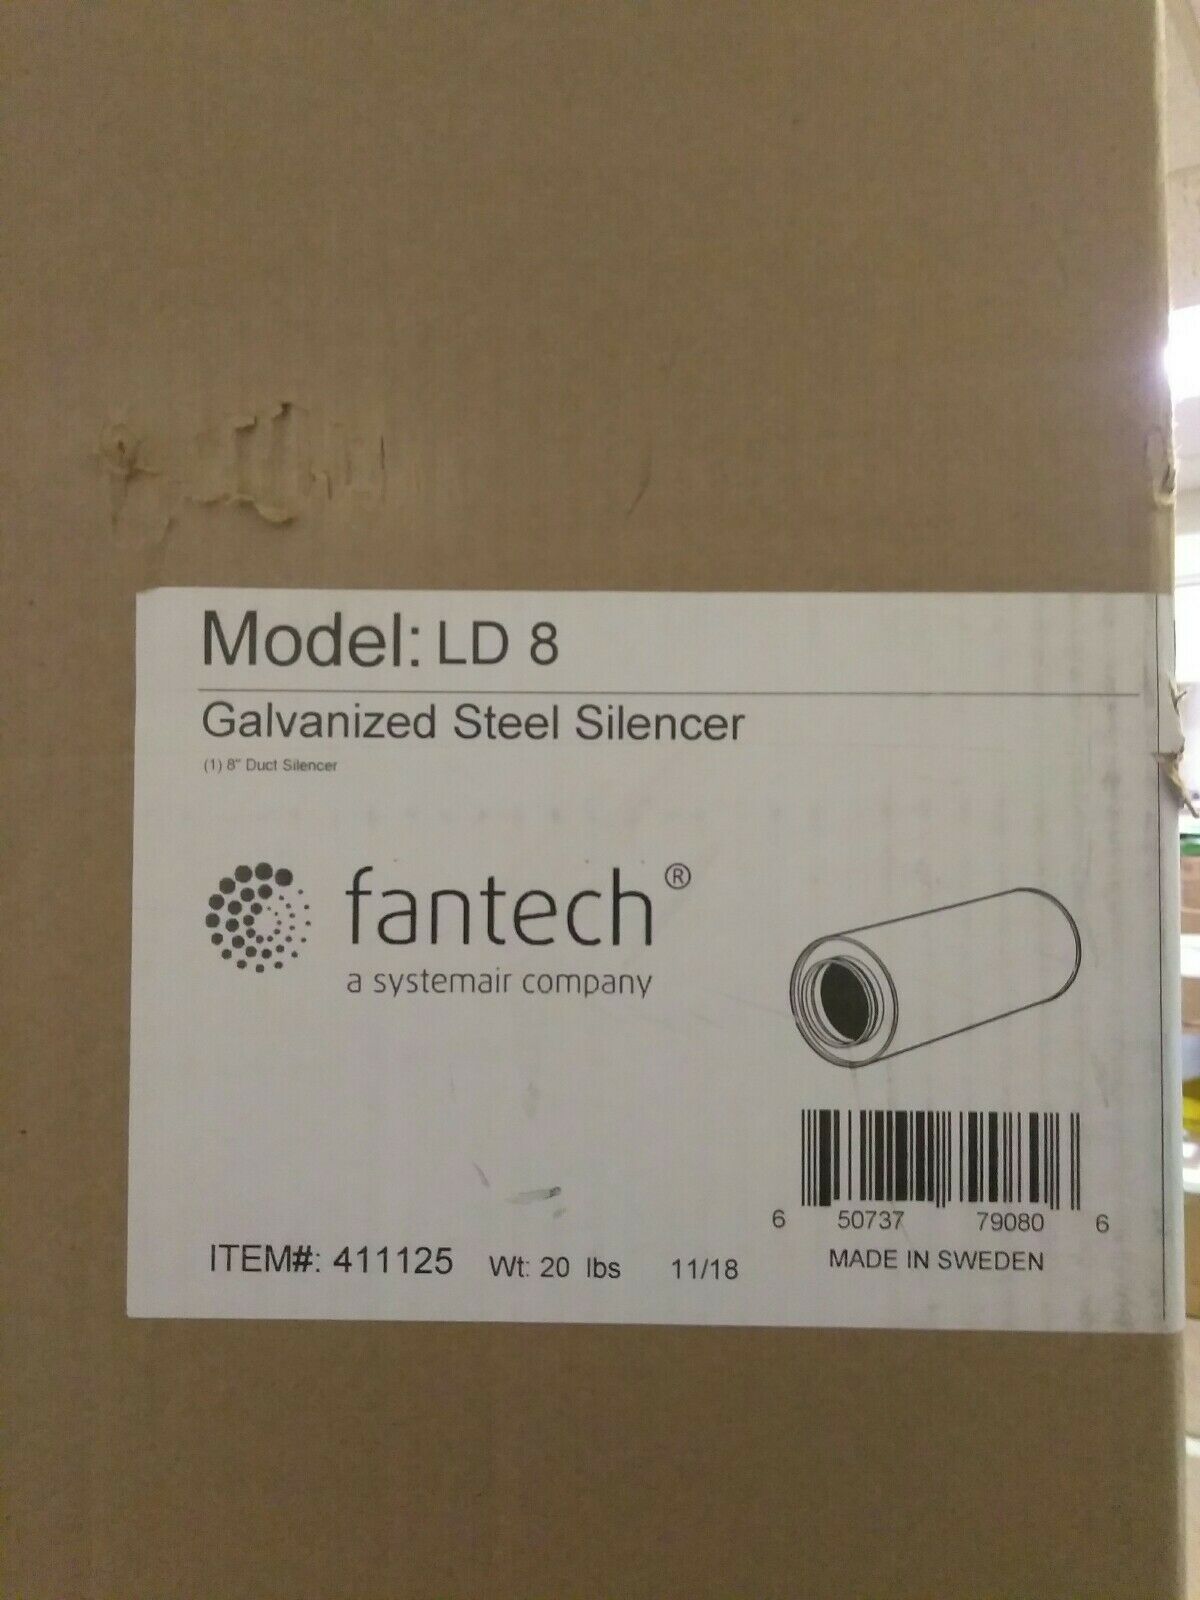 Model: LD 8
Galvanized Steel Silencer
(1) 8" Duct Silencer
fantech®
a systemair company
6 50737 79080 6
ITEM#: 411125 Wt: 20 lbs 11/18 MADE IN SWEDEN